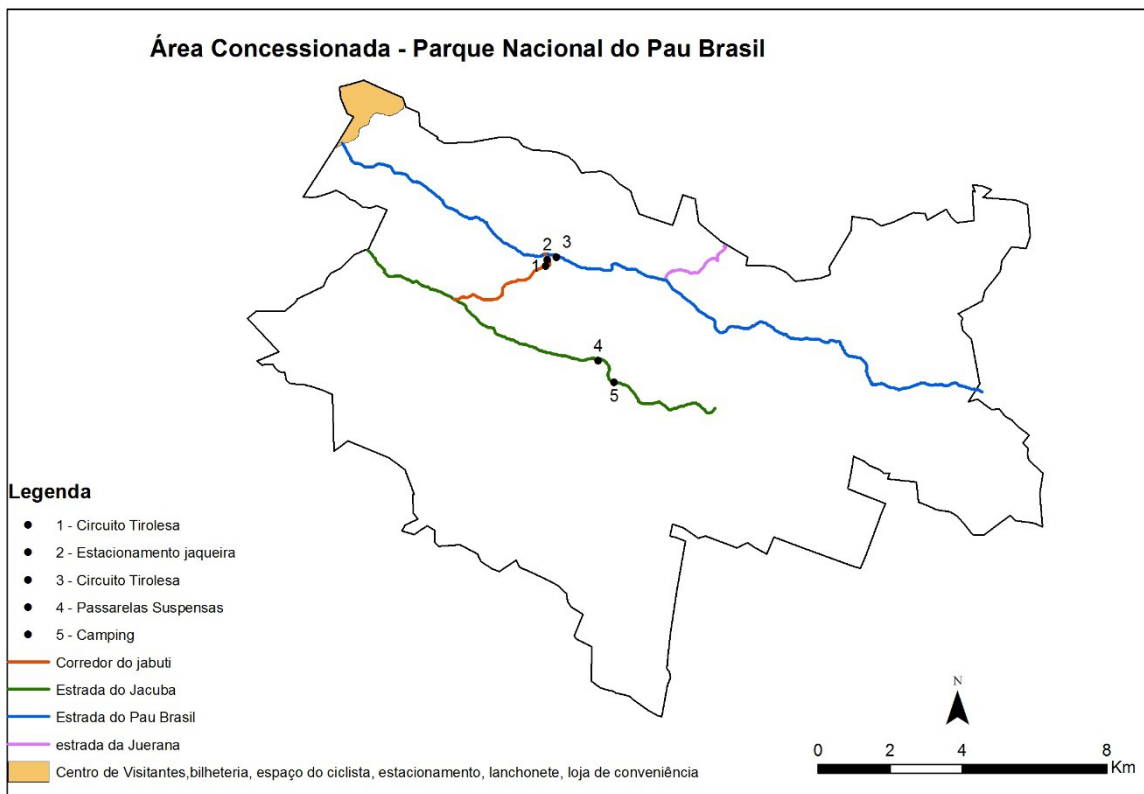 Área Concessionada - Parque Nacional do Pau Brasil
2
3
1
4
5
Legenda
1 - Circuito Tirolesa
2 - Estacionamento jaqueira
3 - Circuito Tirolesa
4 - Passarelas Suspensas
5 - Camping
Corredor do jabuti
Estrada do Jacuba
Estrada do Pau Brasil
estrada da Juerana
Centro de Visitantes,bilheteria, espaço do ciclista, estacionamento, lanchonete, loja de conveniência
N
0 2 4 8
Km